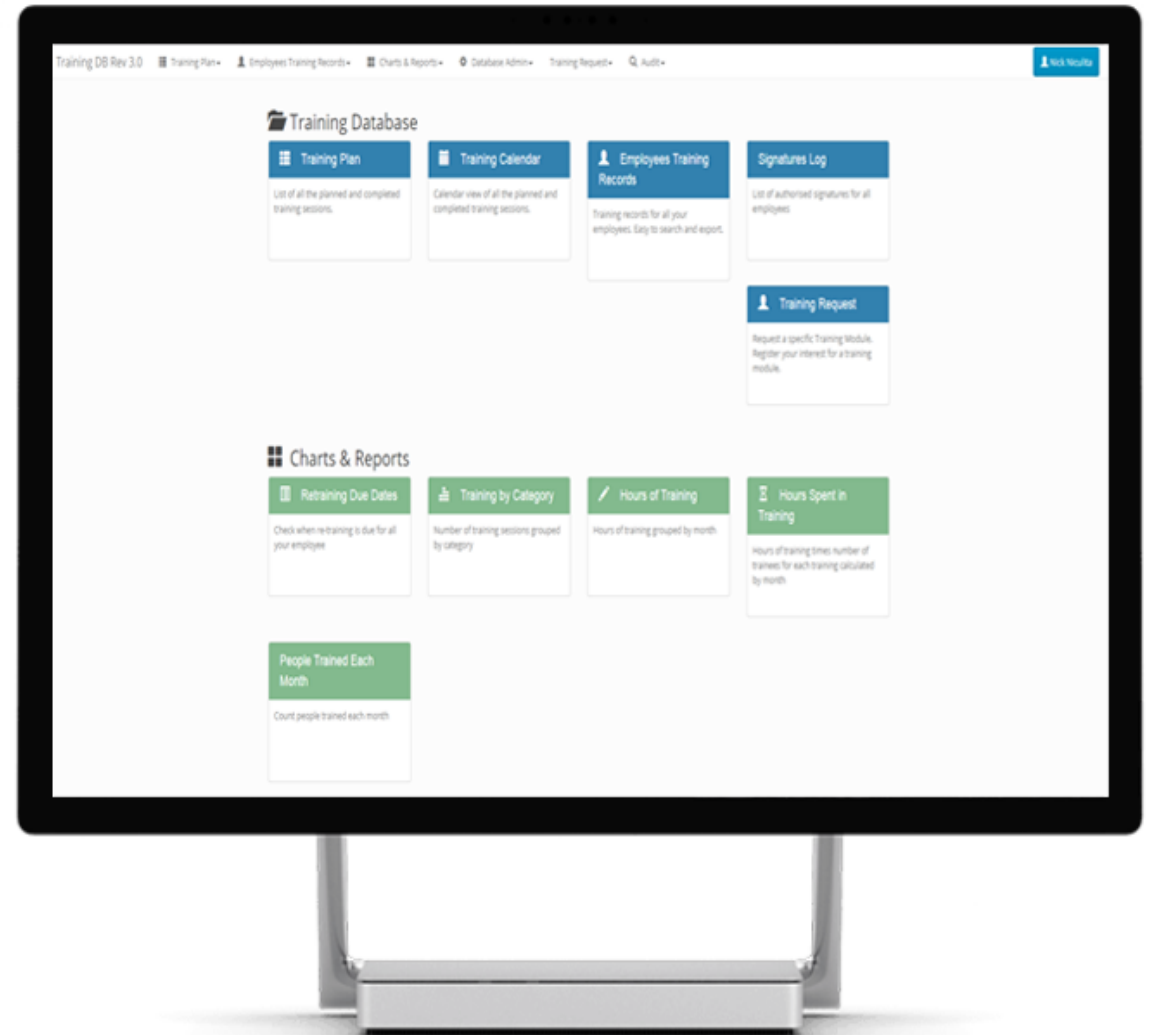 Training DB Rev 3.0 Training Plan Employees Training Records Charts & Reports Database Admin Training Request Audit Nick Niculita
Training Database
Training Plan
List of all the planned and completed
training sessions.
Training Calendar
Calendar view of all the planned and
completed training sessions.
Employees Training
Records
Training records for all your
employees. Easy to search and export.
Signatures Log
List of authorised signatures for all
employees
Training Request
Request a specific Training Module.
Register your interest for a training
module.
Charts & Reports
Retraining Due Dates
Check when re-training is due for all
your employee
Training by Category
Number of training sessions grouped
by category
Hours of Training
Hours of training grouped by month
Hours Spent in
Training
Hours of training times number of
trainees for each training calculated
by month
People Trained Each
Month
Count people trained each month